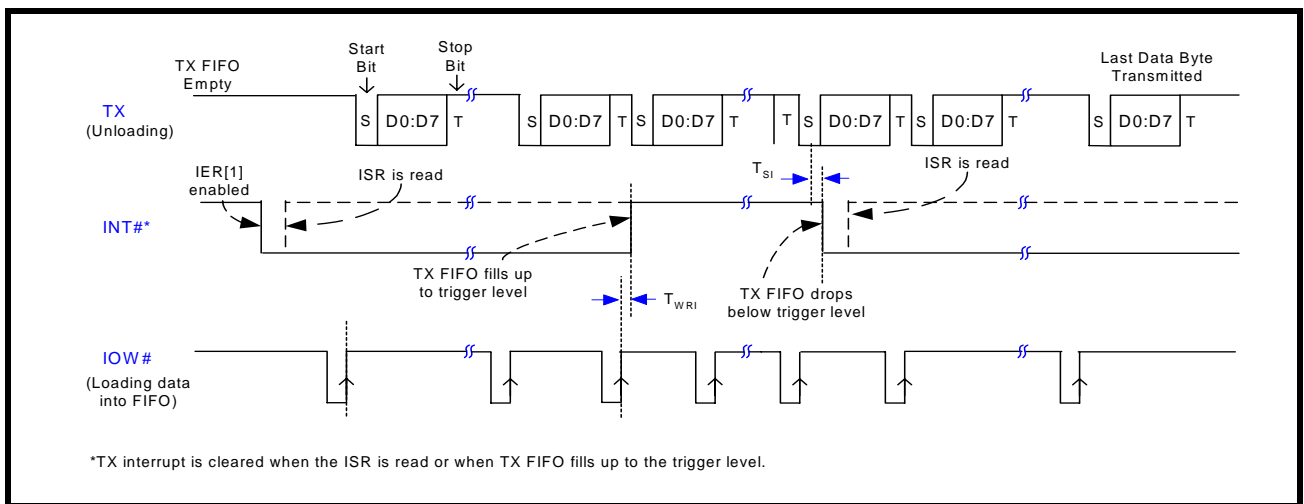 Start
Bit
Stop
Bit
TX FIFO
Empty
Last Data Byte
Transmitted
TX
(Unloading)
S D0:D7 T S D0:D7 T S D0:D7 T T S D0:D7 T S D0:D7 T S D0:D7 T
IER[1]
enabled
ISR is read
TSI
ISR is read
INT#*
TX FIFO fills up
to trigger level
TWRI
TX FIFO drops
below trigger level
IOW#
(Loading data
into FIFO)
*TX interrupt is cleared when the ISR is read or when TX FIFO fills up to the trigger level.